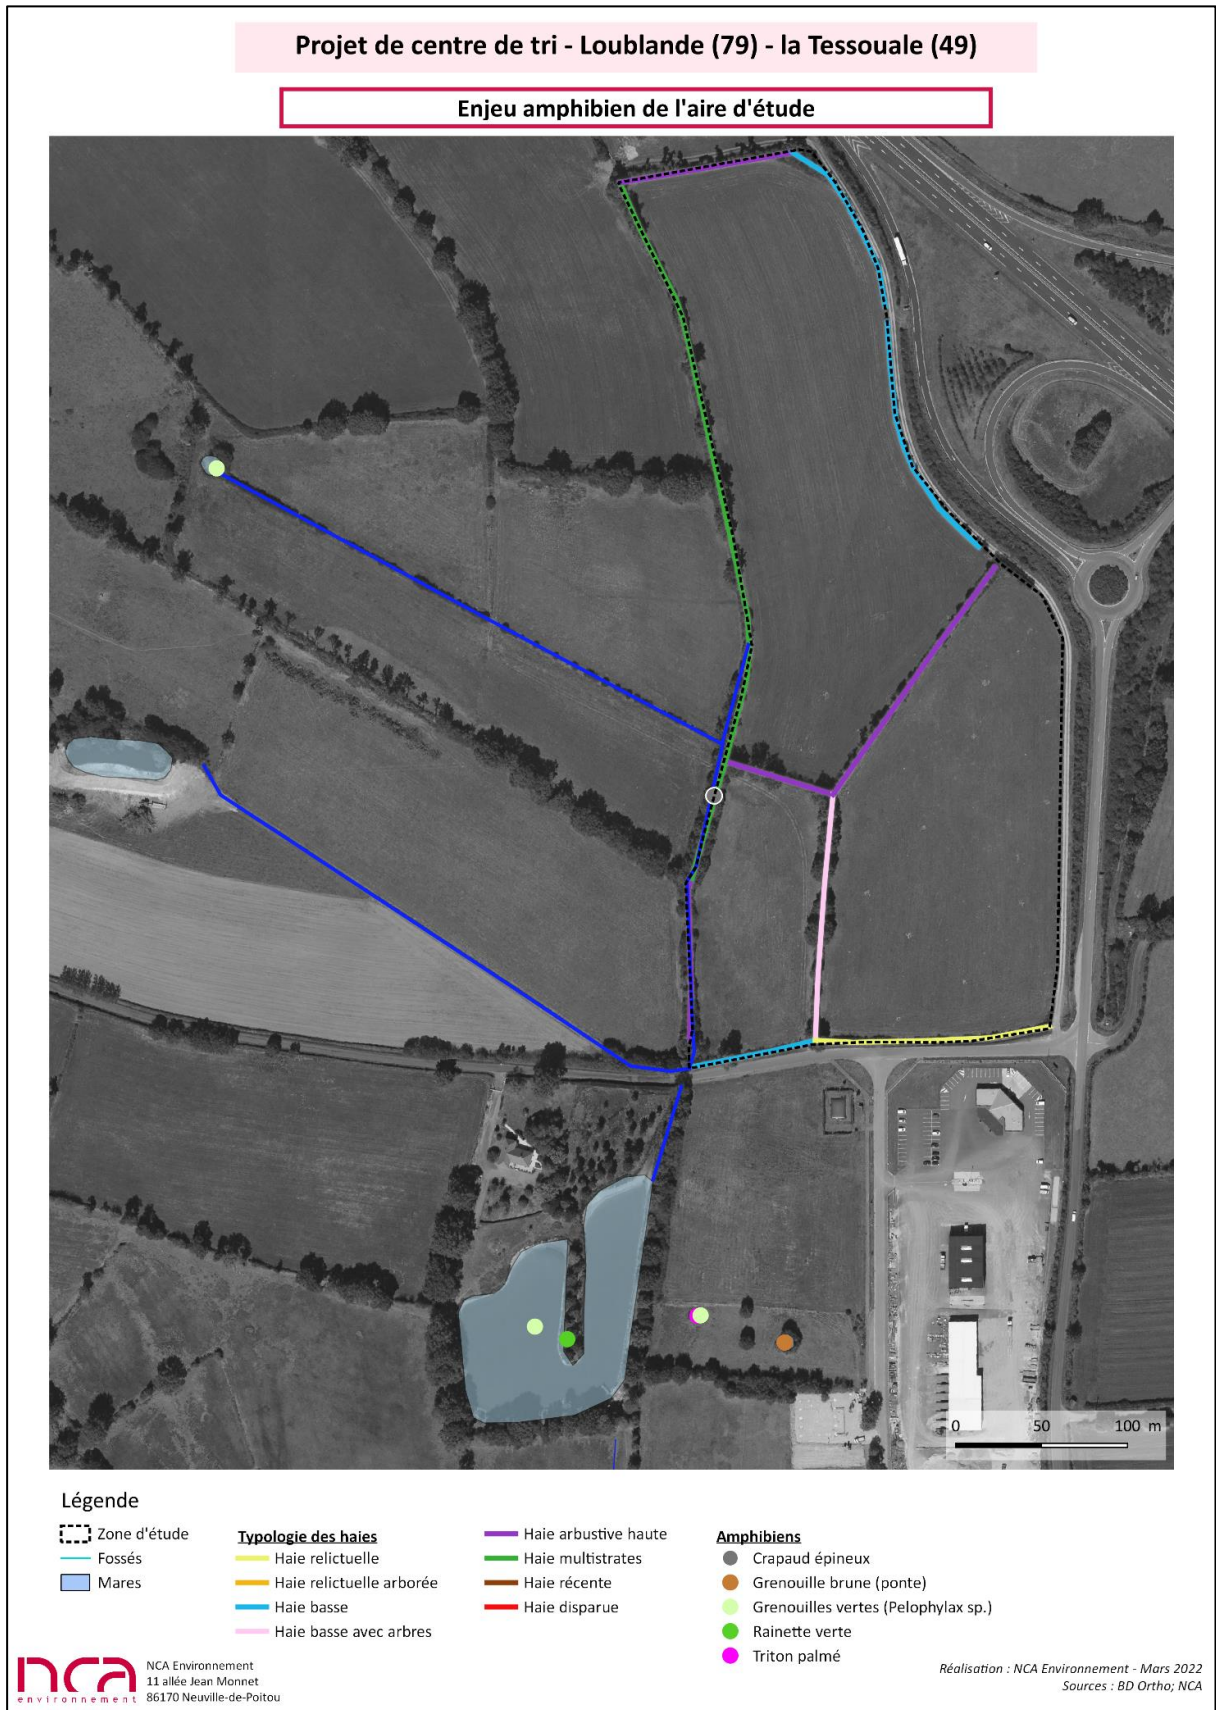 Projet de centre de tri - Loublande (79) - la Tessouale (49)
Enjeu amphibien de l'aire d'étude
0 50 100 m
Légende
Zone d'étude
Fossés
Mares
Typologie des haies
Haie relictuelle
Haie relictuelle arborée
Haie basse
Haie basse avec arbres
Haie arbustive haute
Haie multistrates
Haie récente
Haie disparue
Amphibiens
Crapaud épineux
Grenouille brune (ponte)
Grenouilles vertes (Pelophylax sp.)
Rainette verte
Triton palmé
nca
environnement
NCA Environnement
11 allée Jean Monnet
86170 Neuville-de-Poitou
Réalisation : NCA Environnement - Mars 2022
Sources : BD Ortho; NCA